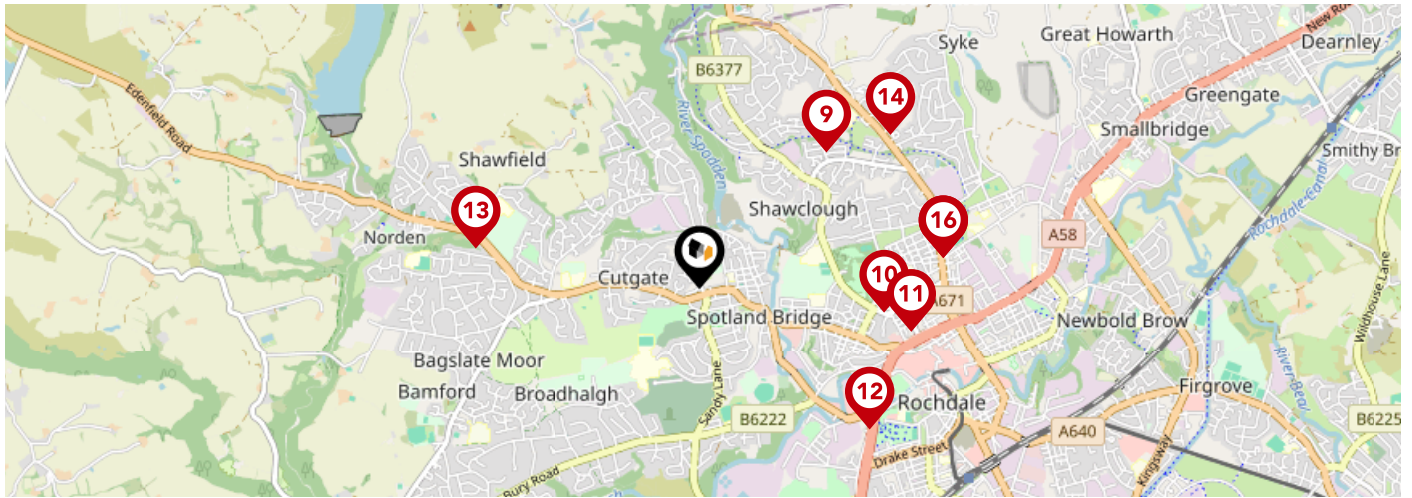 New Ro
Great Howarth
Dearnley
Syke
B6377
Greengate
14
Edenfield Road
River Spodden
9
Smallbridge
Smithy Br
Shawfield
Rochdale Canal
13
Shawclough
16
A58
Norden
Cutgate
10
11
A671
Wildhouse Lane
Spotland Bridge
Newbold Brow
Bagslate Moor
River Beal
Bamford
Broadhalgh
Sandy Lane
12
Rochdale
Firgrove
B6222
A640
B6225
Drake Street
Kingsway
Bury Road